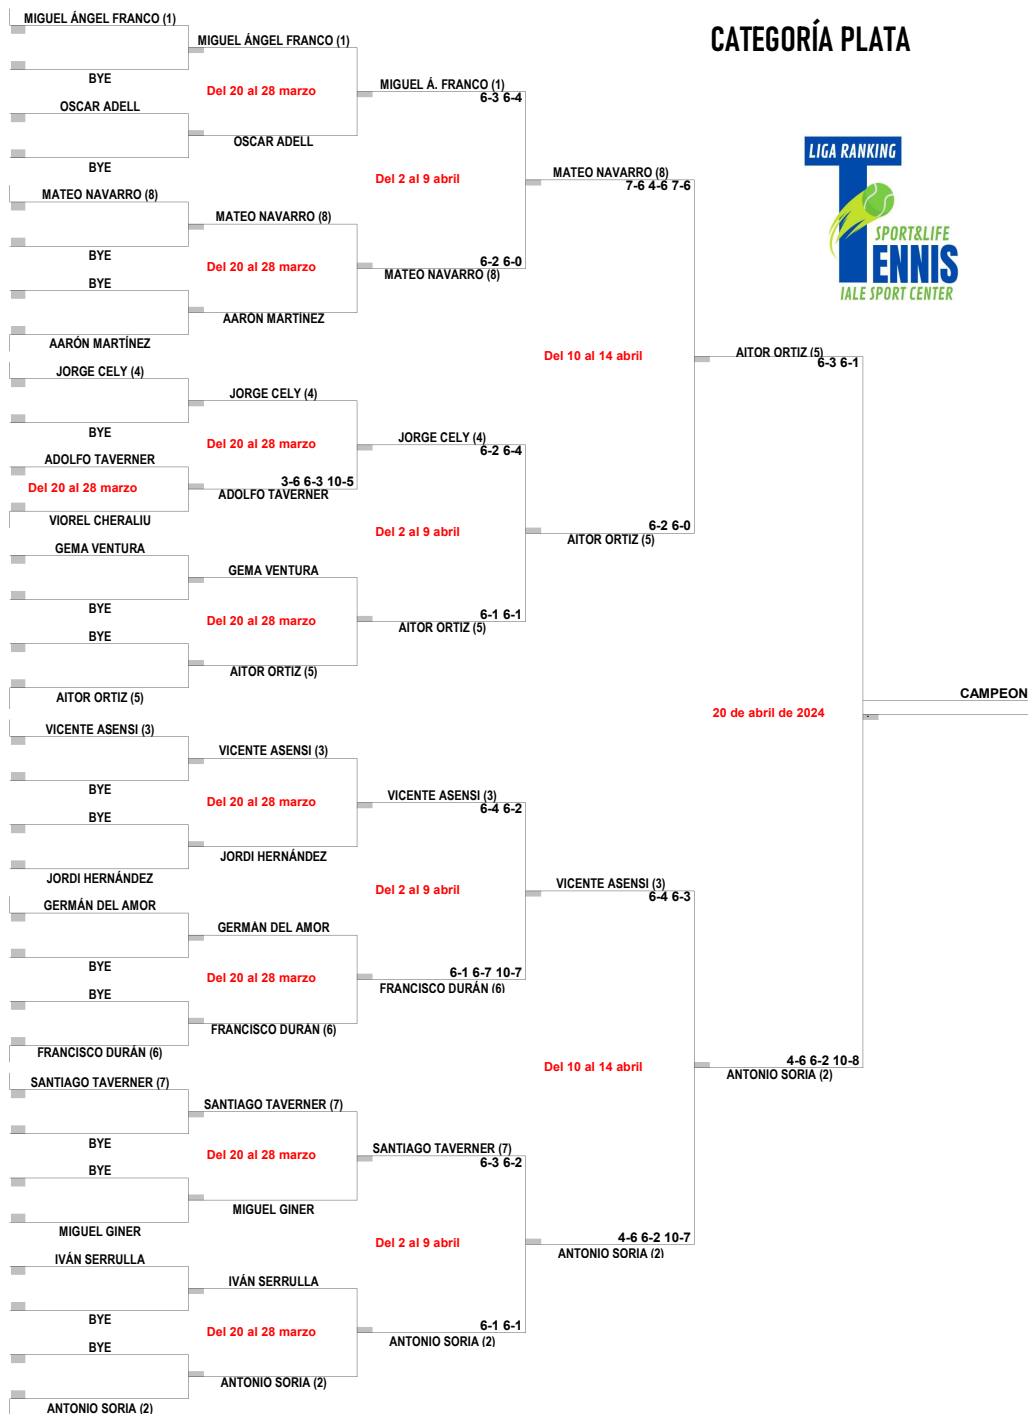 MIGUEL ÁNGEL FRANCO (1)
MIGUEL ÁNGEL FRANCO (1)
CATEGORÍA PLATA
BYE
Del 20 al 28 marzo
MIGUEL Á. FRANCO (1)
6-3 6-4
OSCAR ADELL
OSCAR ADELL
BYE
Del 2 al 9 abril
MATEO NAVARRO (8)
7-6 4-6 7-6
LIGA RANKING
T
SPORT&LIFE
ENNIS
IALE SPORT CENTER
MATEO NAVARRO (8)
MATEO NAVARRO (8)
BYE
Del 20 al 28 marzo
6-2 6-0
MATEO NAVARRO (8)
BYE
AARÓN MARTÍNEZ
AARÓN MARTÍNEZ
Del 10 al 14 abril
AITOR ORTIZ (5)
6-3 6-1
JORGE CELY (4)
JORGE CELY (4)
BYE
Del 20 al 28 marzo
JORGE CELY (4)
6-2 6-4
ADOLFO TAVERNER
Del 20 al 28 marzo
3-6 6-3 10-5
ADOLFO TAVERNER
VIOREL CHERALIU
Del 2 al 9 abril
6-2 6-0
AITOR ORTIZ (5)
GEMA VENTURA
GEMA VENTURA
BYE
Del 20 al 28 marzo
6-1 6-1
AITOR ORTIZ (5)
BYE
AITOR ORTIZ (5)
AITOR ORTIZ (5)
CAMPEON
20 de abril de 2024
.
VICENTE ASENSI (3)
VICENTE ASENSI (3)
BYE
Del 20 al 28 marzo
VICENTE ASENSI (3)
6-4 6-2
BYE
JORDI HERNÁNDEZ
JORDI HERNÁNDEZ
Del 2 al 9 abril
VICENTE ASENSI (3)
6-4 6-3
GERMÁN DEL AMOR
GERMÁN DEL AMOR
BYE
Del 20 al 28 marzo
6-1 6-7 10-7
FRANCISCO DURÁN (6)
BYE
FRANCISCO DURÁN (6)
FRANCISCO DURÁN (6)
Del 10 al 14 abril
4-6 6-2 10-8
ANTONIO SORIA (2)
SANTIAGO TAVERNER (7)
SANTIAGO TAVERNER (7)
BYE
Del 20 al 28 marzo
SANTIAGO TAVERNER (7)
6-3 6-2
BYE
MIGUEL GINER
MIGUEL GINER
Del 2 al 9 abril
4-6 6-2 10-7
ANTONIO SORIA (2)
IVÁN SERRULLA
IVÁN SERRULLA
BYE
Del 20 al 28 marzo
6-1 6-1
ANTONIO SORIA (2)
BYE
ANTONIO SORIA (2)
ANTONIO SORIA (2)